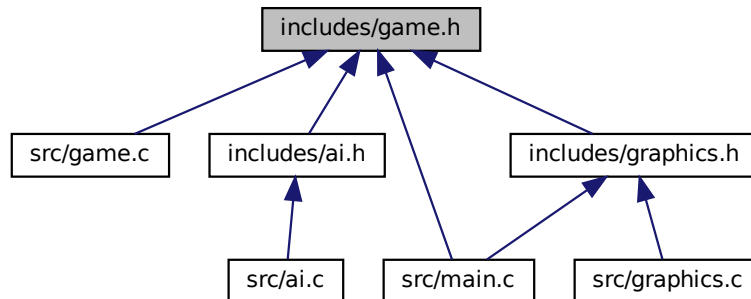 includes/game.h
src/game.c
includes/ai.h
includes/graphics.h
src/ai.c
src/main.c
src/graphics.c